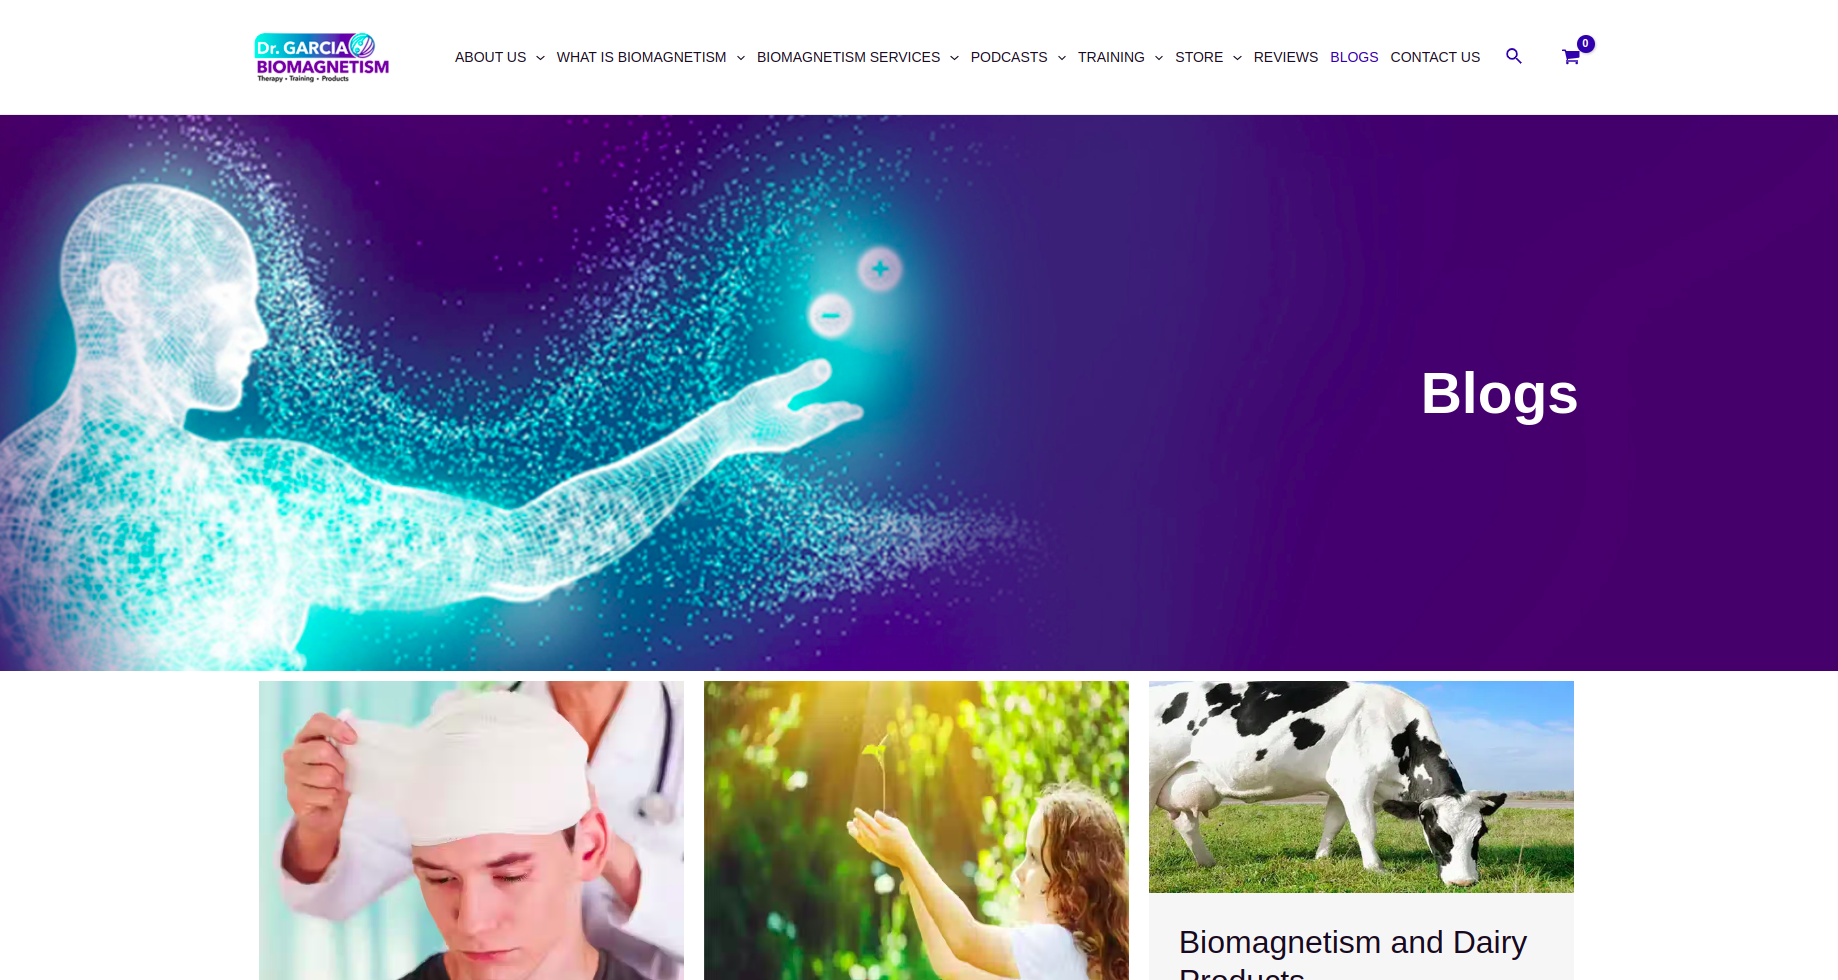 Dr. GARCIA
BIOMAGNETISM
Therapy • Training • Products
ABOUT US WHAT IS BIOMAGNETISM BIOMAGNETISM SERVICES PODCASTS TRAINING STORE REVIEWS BLOGS CONTACT US 0
+
−
Blogs
Biomagnetism and Dairy
Products